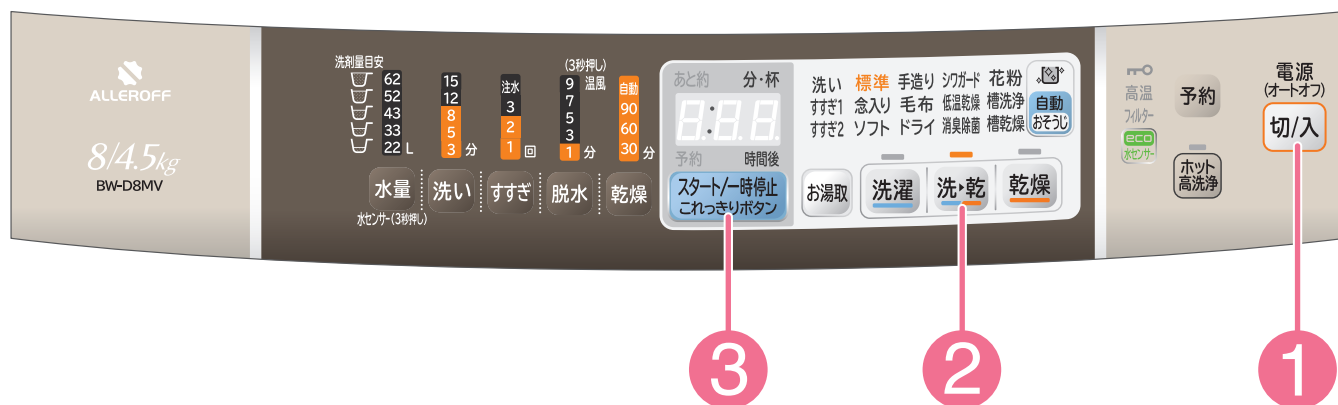 ALLEROFF
8/4.5kg
BW-D8MV
洗剤量目安
62
52
43
33
22 L
水量
水センサー(3秒押し)
15
12
8
5
3 分
洗い
注水
3
2
1 回
すすぎ
(3秒押し)
9 温風
7
5
3
1 分
脱水
自動
90
60
30 分
乾燥
あと約 分・杯
8:8.8
予約 時間後
スタート/一時停止
これっきりボタン
洗い 標準 手造り シワガード 花粉
すすぎ1 念入り 毛布 低温乾燥 槽洗浄
すすぎ2 ソフト ドライ 消臭除菌 槽乾燥
自動
おそうじ
お湯取
洗濯
洗▸乾
乾燥
高温
フィルター
eco
水センサー
予約
ホット
高洗浄
電源
(オートオフ)
切/入
3
2
1